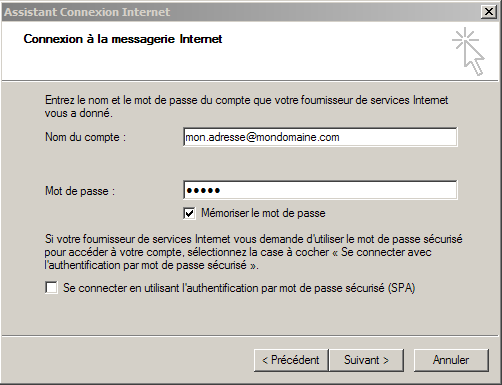 Assistant Connexion Internet
Connexion à la messagerie Internet
Entrez le nom et le mot de passe du compte que votre fournisseur de services Internet
vous a donné.
Nom du compte :
mon.adresse@mondomaine.com
Mot de passe :
●●●●●
Mémoriser le mot de passe
Si votre fournisseur de services Internet vous demande d'utiliser le mot de passe sécurisé
pour accéder à votre compte, sélectionnez la case à cocher « Se connecter avec
l'authentification par mot de passe sécurisé ».
Se connecter en utilisant l'authentification par mot de passe sécurisé (SPA)
< Précédent
Suivant >
Annuler